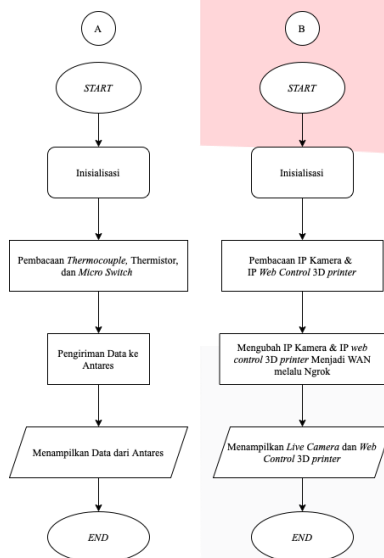 A
START
Inisialisasi
Pembacaan Thermocouple, Thermistor,
dan Micro Switch
Pengiriman Data ke
Antares
Menampilkan Data dari Antares
END
B
START
Inisialisasi
Pembacaan IP Kamera &
IP Web Control 3D printer
Mengubah IP Kamera & IP web
control 3D printer Menjadi WAN
melalu Ngrok
Menampilkan Live Camera dan Web
Control 3D printer
END